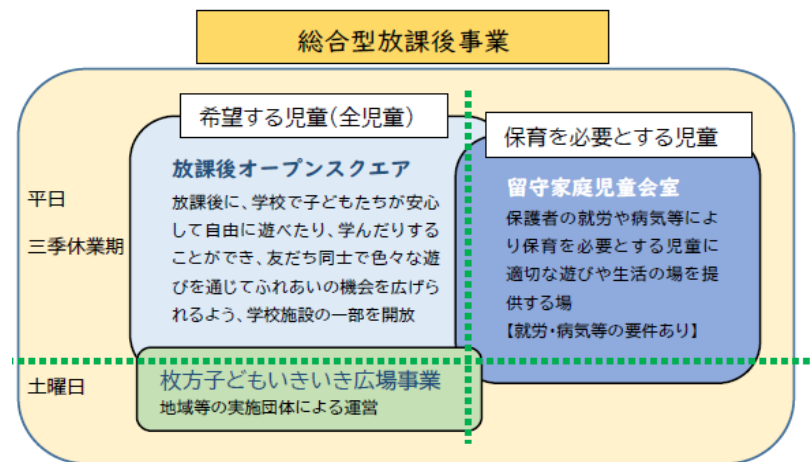 総合型放課後事業
希望する児童(全児童)
保育を必要とする児童
放課後オープンスクエア
放課後に、学校で子どもたちが安心
して自由に遊べたり、学んだりする
ことができ、友だち同士で色々な遊
びを通じてふれあいの機会を広げら
れるよう、学校施設の一部を開放
留守家庭児童会室
保護者の就労や病気等によ
り保育を必要とする児童に
適切な遊びや生活の場を提
供する場
【就労・病気等の要件あり】
平日
三季休業期
土曜日
枚方子どもいきいき広場事業
地域等の実施団体による運営